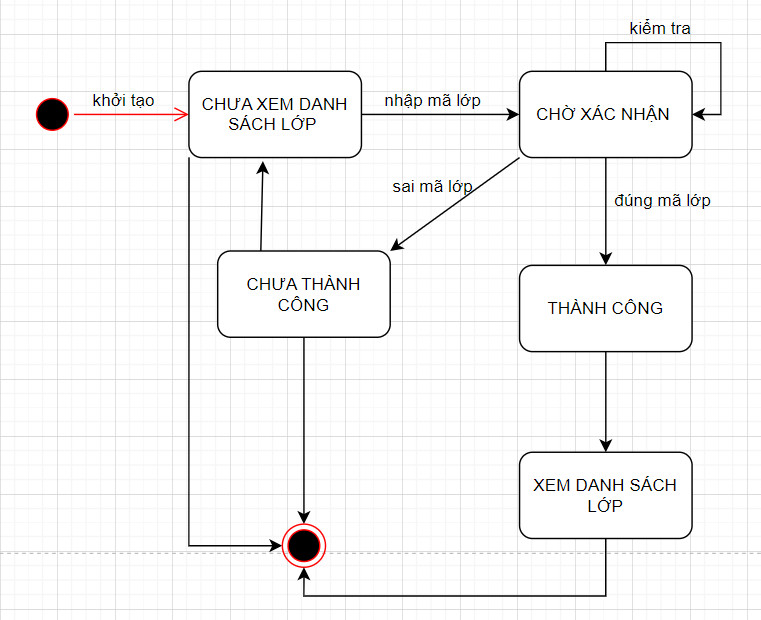 kiểm tra
khởi tạo
CHƯA XEM DANH
SÁCH LỚP
nhập mã lớp
CHỜ XÁC NHẬN
sai mã lớp
đúng mã lớp
CHƯA THÀNH
CÔNG
THÀNH CÔNG
XEM DANH SÁCH
LỚP